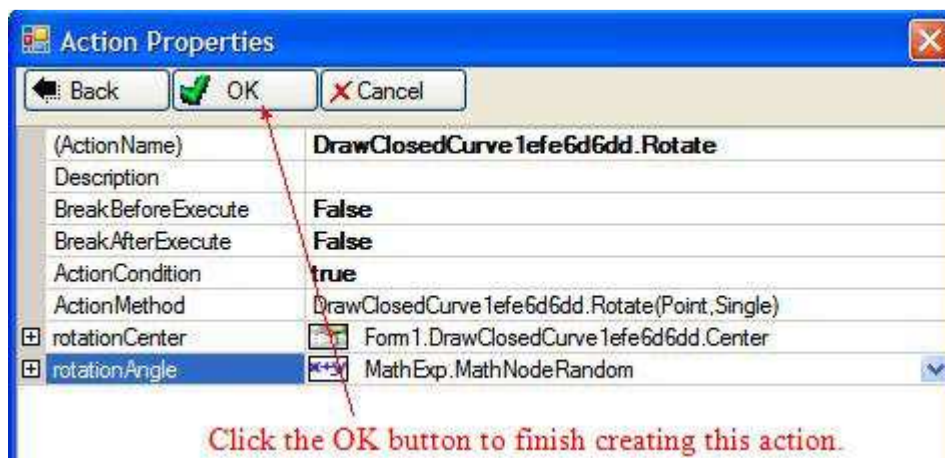 Action Properties
Back OK Cancel
(ActionName) DrawClosedCurve1efe6d6dd.Rotate
Description
BreakBeforeExecute False
BreakAfterExecute False
ActionCondition true
ActionMethod DrawClosedCurve1efe6d6dd.Rotate(Point,Single)
rotationCenter Form1.DrawClosedCurve1efe6d6dd.Center
rotationAngle x+y MathExp.MathNodeRandom
Click the OK button to finish creating this action.